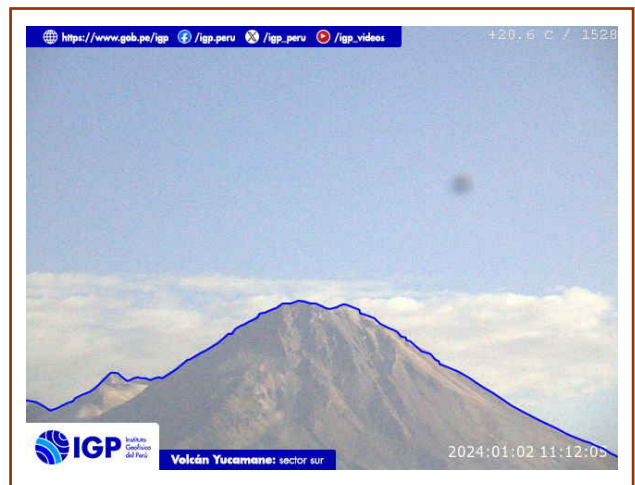 https://www.gob.pe/igp /igp.peru /igp_peru /igp_videos
+20.6 C / 1528
IGP Instituto Geofísico del Perú
Volcán Yucamane: sector sur
2024:01:02 11:12:05